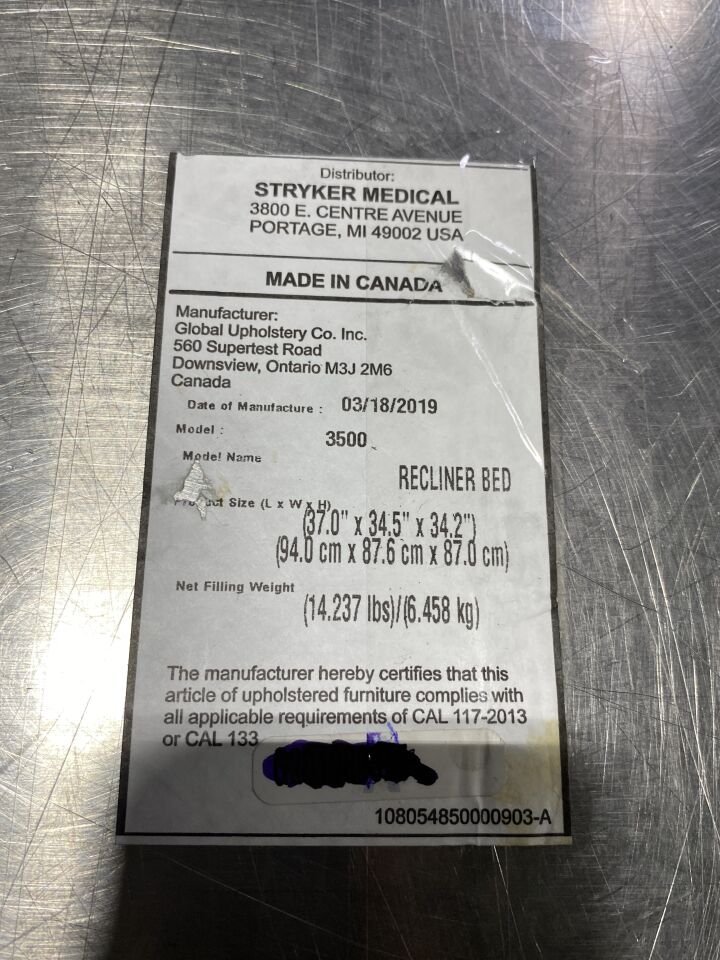 Distributor:
STRYKER MEDICAL
3800 E. CENTRE AVENUE
PORTAGE, MI 49002 USA
MADE IN CANADA
Manufacturer:
Global Upholstery Co. Inc.
560 Supertest Road
Downsview, Ontario M3J 2M6
Canada
Date of Manufacture : 03/18/2019
Model : 3500
Model Name
RECLINER BED
Product Size (L x W x H)
(37.0" x 34.5" x 34.2")
(94.0 cm x 87.6 cm x 87.0 cm)
Net Filling Weight
(14.237 lbs)/(6.458 kg)
The manufacturer hereby certifies that this
article of upholstered furniture complies with
all applicable requirements of CAL 117-2013
or CAL 133
108054850000903-A